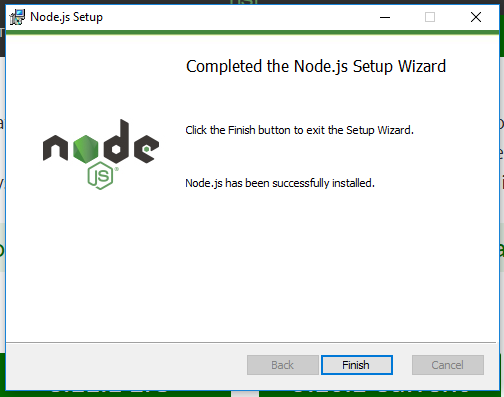 Node.js Setup
Completed the Node.js Setup Wizard
node
JS
Click the Finish button to exit the Setup Wizard.
Node.js has been successfully installed.
Back
Finish
Cancel